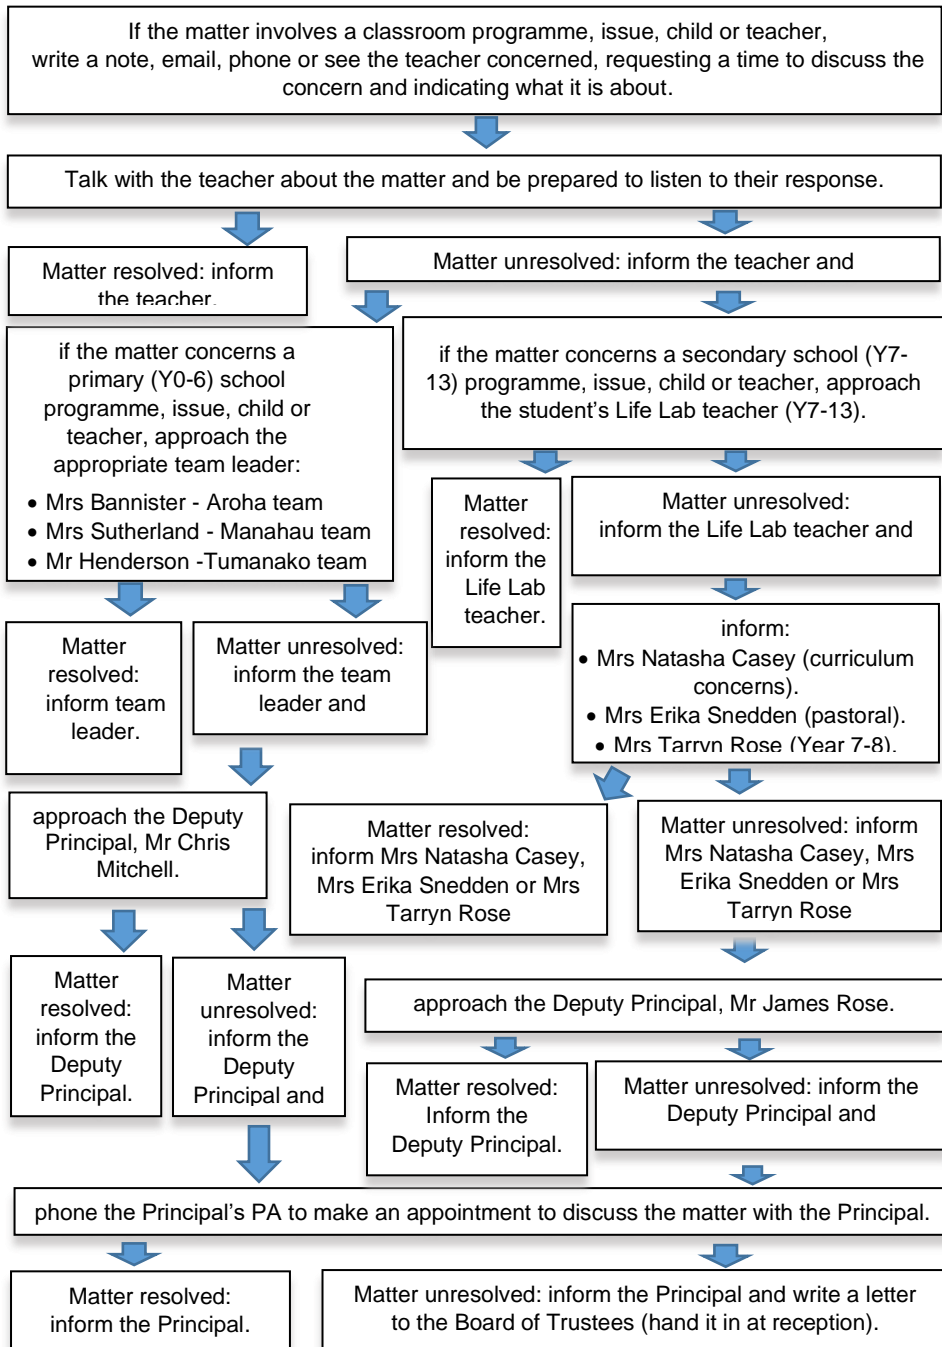 If the matter involves a classroom programme, issue, child or teacher,
write a note, email, phone or see the teacher concerned, requesting a time to discuss the
concern and indicating what it is about.
Talk with the teacher about the matter and be prepared to listen to their response.
Matter resolved: inform
the teacher.
Matter unresolved: inform the teacher and
if the matter concerns a
primary (Y0-6) school
programme, issue, child or
teacher, approach the
appropriate team leader:
• Mrs Bannister - Aroha team
• Mrs Sutherland - Manahau team
• Mr Henderson -Tumanako team
if the matter concerns a secondary school (Y7-
13) programme, issue, child or teacher, approach
the student’s Life Lab teacher (Y7-13).
Matter
resolved:
inform the
Life Lab
teacher.
Matter unresolved:
inform the Life Lab teacher and
Matter
resolved:
inform team
leader.
Matter unresolved:
inform the team
leader and
inform:
• Mrs Natasha Casey (curriculum
concerns).
• Mrs Erika Snedden (pastoral).
• Mrs Tarryn Rose (Year 7-8).
approach the Deputy
Principal, Mr Chris
Mitchell.
Matter resolved:
inform Mrs Natasha Casey,
Mrs Erika Snedden or Mrs
Tarryn Rose
Matter unresolved: inform
Mrs Natasha Casey, Mrs
Erika Snedden or Mrs
Tarryn Rose
Matter
resolved:
inform the
Deputy
Principal.
Matter
unresolved:
inform the
Deputy
Principal and
approach the Deputy Principal, Mr James Rose.
Matter resolved:
Inform the
Deputy Principal.
Matter unresolved: inform the
Deputy Principal and
phone the Principal’s PA to make an appointment to discuss the matter with the Principal.
Matter resolved:
inform the Principal.
Matter unresolved: inform the Principal and write a letter
to the Board of Trustees (hand it in at reception).